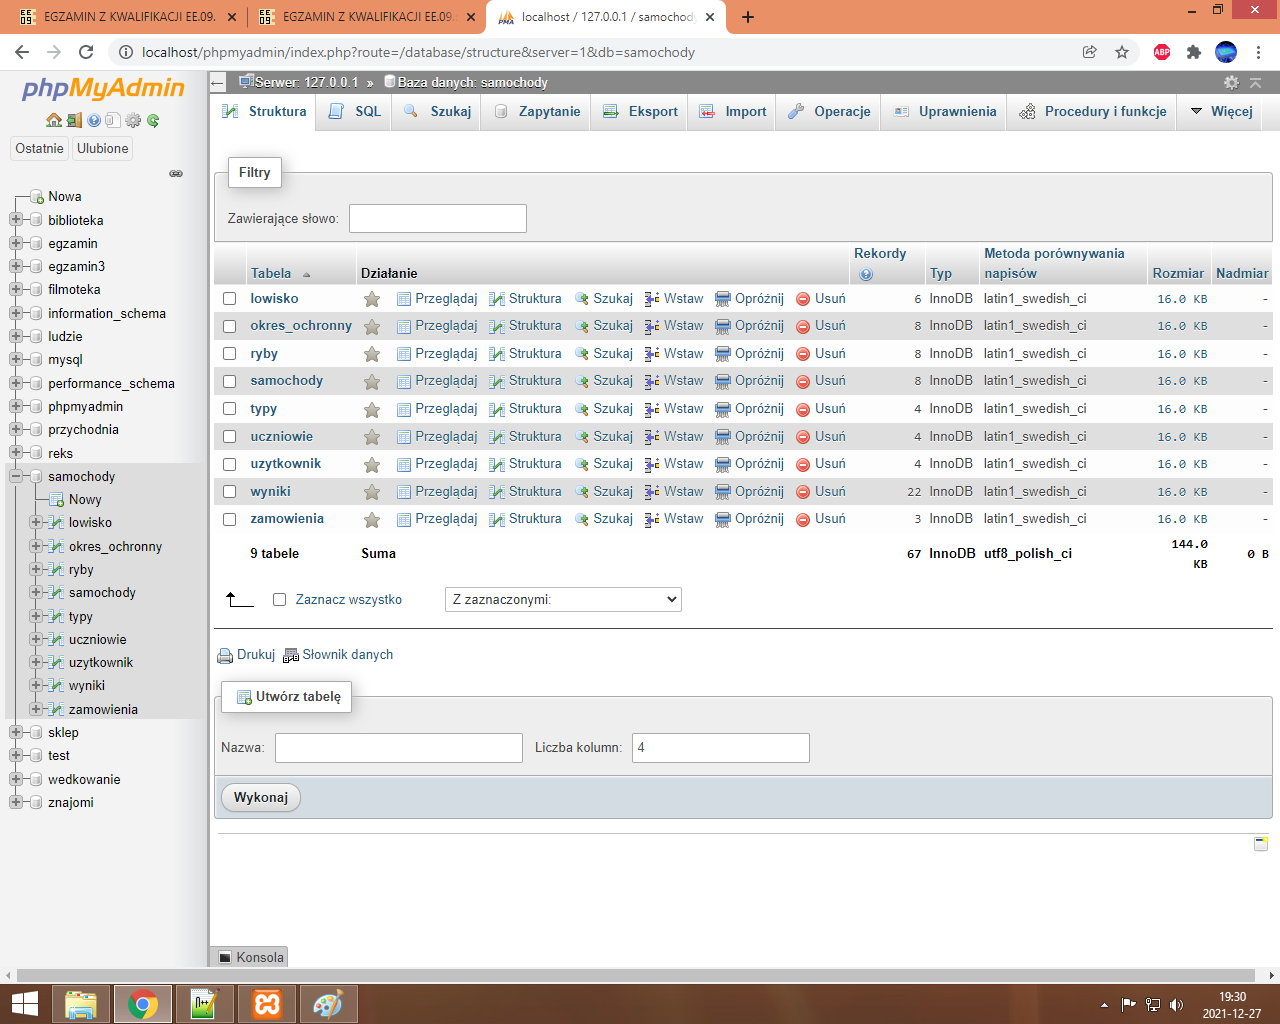 EGZAMIN Z KWALIFIKACJI EE.09.
EGZAMIN Z KWALIFIKACJI EE.09.
localhost / 127.0.0.1 / samochody
localhost/phpmyadmin/index.php?route=/database/structure&server=1&db=samochody
ABP
phpMyAdmin
Ostatnie
Ulubione
Nowa
biblioteka
egzamin
egzamin3
filmoteka
information_schema
ludzie
mysql
performance_schema
phpmyadmin
przychodnia
reks
samochody
Nowy
lowisko
okres_ochronny
ryby
samochody
typy
uczniowie
uzytkownik
wyniki
zamowienia
sklep
test
wedkowanie
znajomi
Serwer: 127.0.0.1 » Baza danych: samochody
Struktura SQL Szukaj Zapytanie Eksport Import Operacje Uprawnienia Procedury i funkcje Więcej
Filtry
Zawierające słowo:
Tabela Działanie Rekordy Typ Metoda porównywania napisów Rozmiar Nadmiar
lowisko Przeglądaj Struktura Szukaj Wstaw Opróżnij Usuń 6 InnoDB latin1_swedish_ci 16.0 KB -
okres_ochronny Przeglądaj Struktura Szukaj Wstaw Opróżnij Usuń 8 InnoDB latin1_swedish_ci 16.0 KB -
ryby Przeglądaj Struktura Szukaj Wstaw Opróżnij Usuń 8 InnoDB latin1_swedish_ci 16.0 KB -
samochody Przeglądaj Struktura Szukaj Wstaw Opróżnij Usuń 8 InnoDB latin1_swedish_ci 16.0 KB -
typy Przeglądaj Struktura Szukaj Wstaw Opróżnij Usuń 4 InnoDB latin1_swedish_ci 16.0 KB -
uczniowie Przeglądaj Struktura Szukaj Wstaw Opróżnij Usuń 4 InnoDB latin1_swedish_ci 16.0 KB -
uzytkownik Przeglądaj Struktura Szukaj Wstaw Opróżnij Usuń 4 InnoDB latin1_swedish_ci 16.0 KB -
wyniki Przeglądaj Struktura Szukaj Wstaw Opróżnij Usuń 22 InnoDB latin1_swedish_ci 16.0 KB -
zamowienia Przeglądaj Struktura Szukaj Wstaw Opróżnij Usuń 3 InnoDB latin1_swedish_ci 16.0 KB -
9 tabele Suma 67 InnoDB utf8_polish_ci 144.0 KB 0 B
Zaznacz wszystko Z zaznaczonymi:
Drukuj Słownik danych
Utwórz tabelę
Nazwa: Liczba kolumn: 4
Wykonaj
Konsola
19:30
2021-12-27